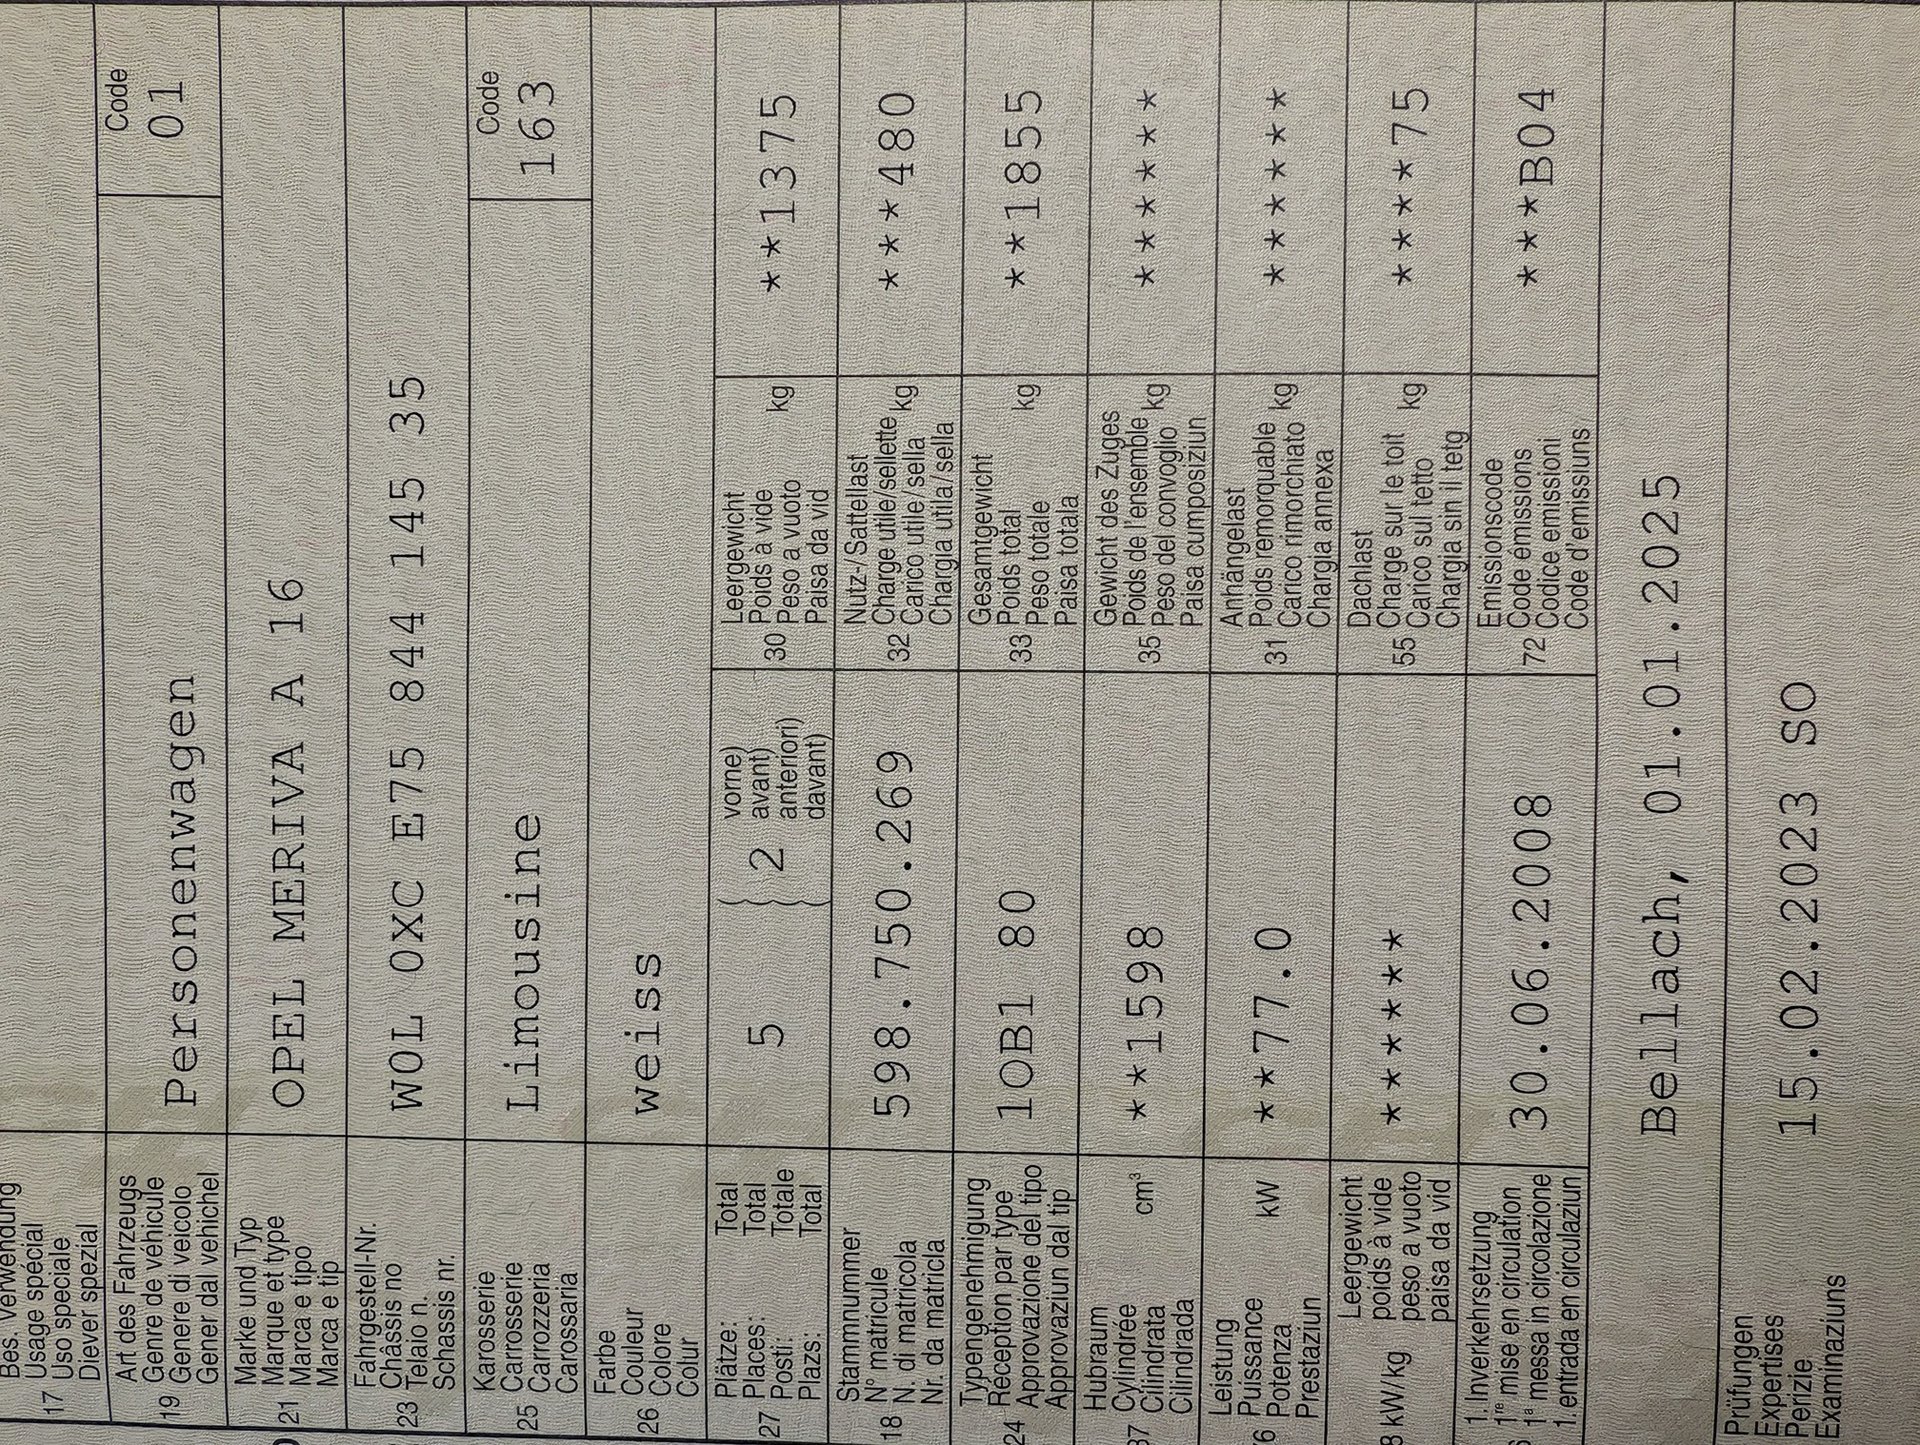 Bes. Verwendung
Usage spécial
17 Uso speciale
Diever spezial
Art des Fahrzeugs
Genre de véhicule
19 Genere di veicolo
Gener dal vehichel
Personenwagen
Code
01
Marke und Typ
21 Marque et type
Marca e tipo
Marca e tip
OPEL MERIVA A 16
Fahrgestell-Nr.
Châssis no
23 Telaio n.
Schassis nr.
WOL 0XC E75 844 145 35
Karosserie
25 Carrosserie
Carrozzeria
Carossaria
Limousine
Code
163
Farbe
26 Couleur
Colore
Colur
weiss
Plätze: Total
Places: Total
27 Posti: Totale
Plazs: Total
5
2
vorne)
avant)
anteriori)
davant)
Leergewicht
Poids à vide
30 Peso a vuoto kg
Paisa da vid
**1375
Stammnummer
N° matricule
18 N. di matricola
Nr. da matricla
598.750.269
Nutz-/Sattellast
Charge utile/sellette
32 Carico utile/sella kg
Chargia utila/sella
***480
Typengenehmigung
Reception par type
24 Approvazione del tipo
Approvaziun dal tip
1OB1 80
Gesamtgewicht
Poids total
33 Peso totale kg
Paisa totala
**1855
Hubraum
Cylindrée
37 Cilindrata cm³
Cilindrada
**1598
Gewicht des Zuges
Poids de l'ensemble
35 Peso del convoglio kg
Paisa cumposiziun
******
Leistung
Puissance
76 Potenza kW
Prestaziun
**77.0
Anhängelast
Poids remorquable
31 Carico rimorchiato kg
Chargia annexa
******
Leergewicht
poids à vide
kW/kg peso a vuoto
paisa da vid
******
Dachlast
Charge sur le toit
55 Carico sul tetto kg
Chargia sin il tetg
****75
1. Inverkehrsetzung
1re mise en circulation
1a messa in circolazione
1. entrada en circulaziun
30.06.2008
Emissionscode
Code émissions
72 Codice emissioni
Code d'emissiuns
***B04
Bellach, 01.01.2025
Prüfungen
Expertises
Perizie
Examinaziuns
15.02.2023 SO